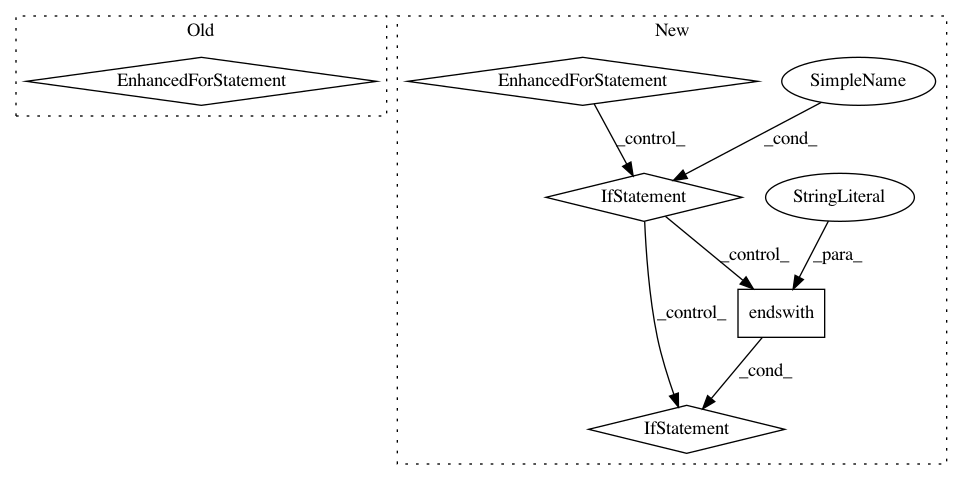 Old
New
EnhancedForStatement
EnhancedForStatement
SimpleName
_control_
_cond_
IfStatement
StringLiteral
_control_
_para_
_control_
endswith
_cond_
IfStatement